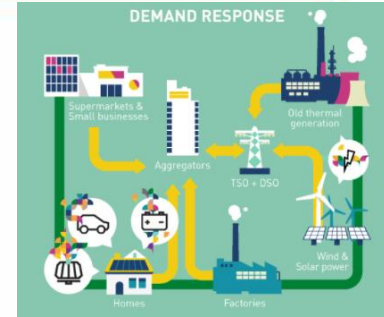 DEMAND RESPONSE
Supermarkets &
Small businesses
Old thermal
generation
Aggregators
TSO + DSO
Wind &
Solar power
Homes
Factories